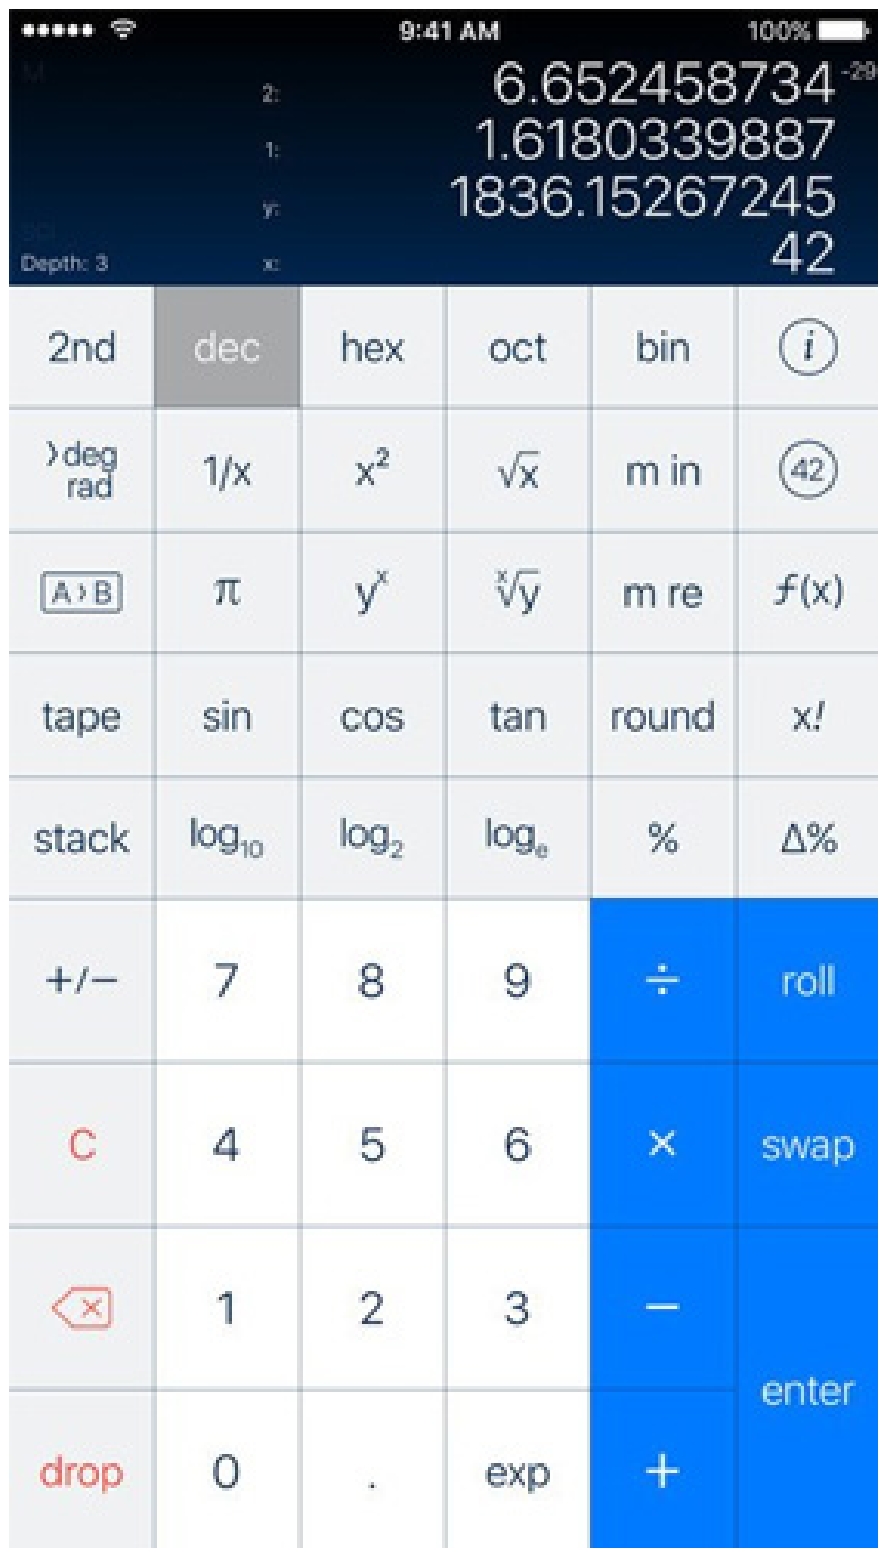 9:41 AM 100%
M
2: 6.652458734 -29
1: 1.6180339887
y: 1836.15267245
Depth: 3 x: 42
2nd dec hex oct bin i
deg rad 1/x x² √x m in 42
A›B π yˣ ˣ√y m re f(x)
tape sin cos tan round x!
stack log₁₀ log₂ logₑ % Δ%
+/− 7 8 9 ÷ roll
C 4 5 6 × swap
1 2 3 −
enter
drop 0 . exp +